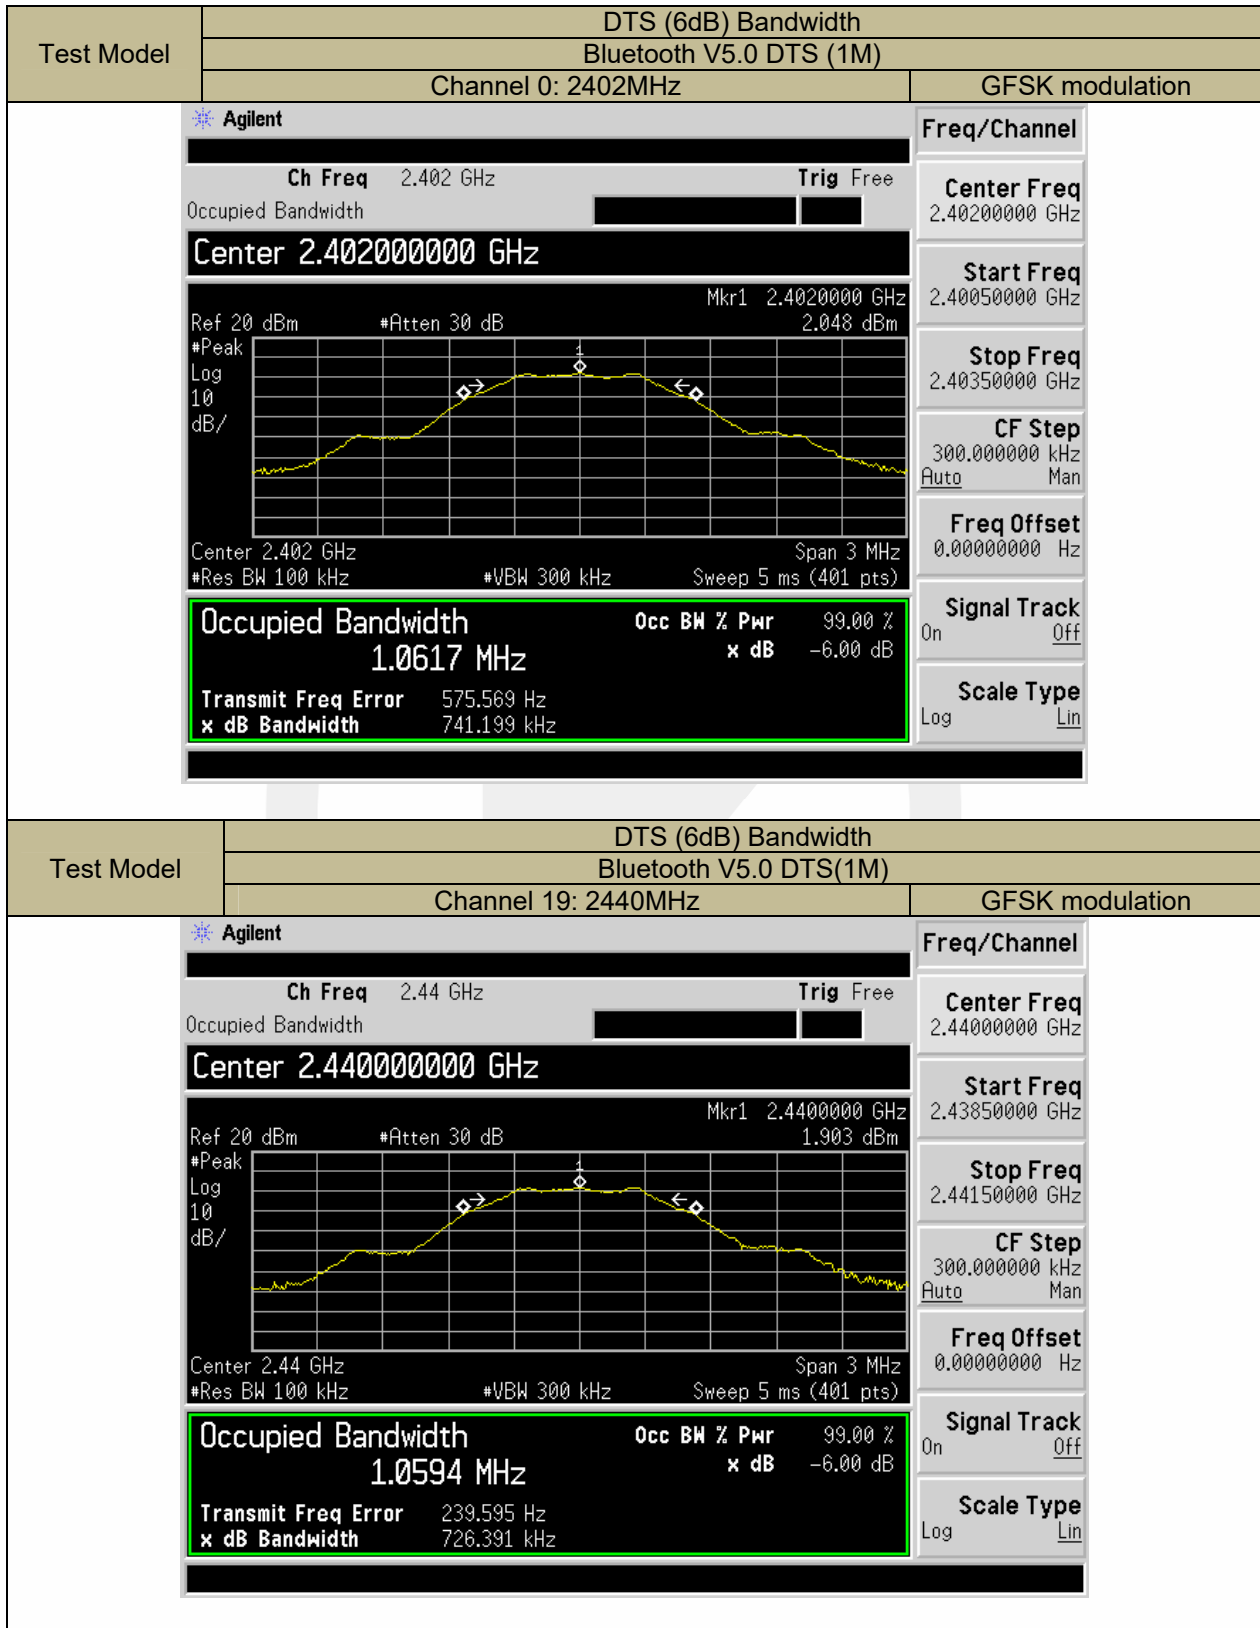 Test Model
DTS (6dB) Bandwidth
Bluetooth V5.0 DTS (1M)
Channel 0: 2402MHz GFSK modulation
Agilent
Freq/Channel
Ch Freq 2.402 GHz Trig Free
Occupied Bandwidth
Center 2.402000000 GHz
Mkr1 2.4020000 GHz
Ref 20 dBm #Atten 30 dB 2.048 dBm
#Peak
Log
10
dB/
1
Center 2.402 GHz Span 3 MHz
#Res BW 100 kHz #VBW 300 kHz Sweep 5 ms (401 pts)
Occupied Bandwidth Occ BW % Pwr 99.00 %
1.0617 MHz x dB -6.00 dB
Transmit Freq Error 575.569 Hz
x dB Bandwidth 741.199 kHz
Center Freq
2.40200000 GHz
Start Freq
2.40050000 GHz
Stop Freq
2.40350000 GHz
CF Step
300.000000 kHz
Auto Man
Freq Offset
0.00000000 Hz
Signal Track
On Off
Scale Type
Log Lin
Test Model
DTS (6dB) Bandwidth
Bluetooth V5.0 DTS(1M)
Channel 19: 2440MHz GFSK modulation
Agilent
Freq/Channel
Ch Freq 2.44 GHz Trig Free
Occupied Bandwidth
Center 2.440000000 GHz
Mkr1 2.4400000 GHz
Ref 20 dBm #Atten 30 dB 1.903 dBm
#Peak
Log
10
dB/
1
Center 2.44 GHz Span 3 MHz
#Res BW 100 kHz #VBW 300 kHz Sweep 5 ms (401 pts)
Occupied Bandwidth Occ BW % Pwr 99.00 %
1.0594 MHz x dB -6.00 dB
Transmit Freq Error 239.595 Hz
x dB Bandwidth 726.391 kHz
Center Freq
2.44000000 GHz
Start Freq
2.43850000 GHz
Stop Freq
2.44150000 GHz
CF Step
300.000000 kHz
Auto Man
Freq Offset
0.00000000 Hz
Signal Track
On Off
Scale Type
Log Lin